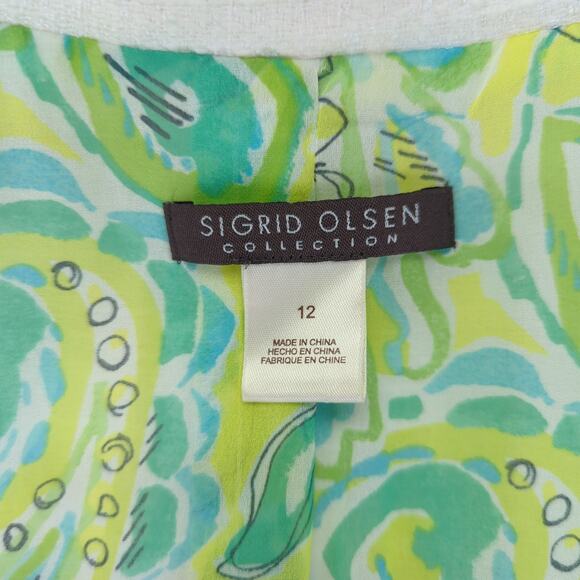 SIGRID OLSEN
COLLECTION
12
MADE IN CHINA
HECHO EN CHINA
FABRIQUE EN CHINE